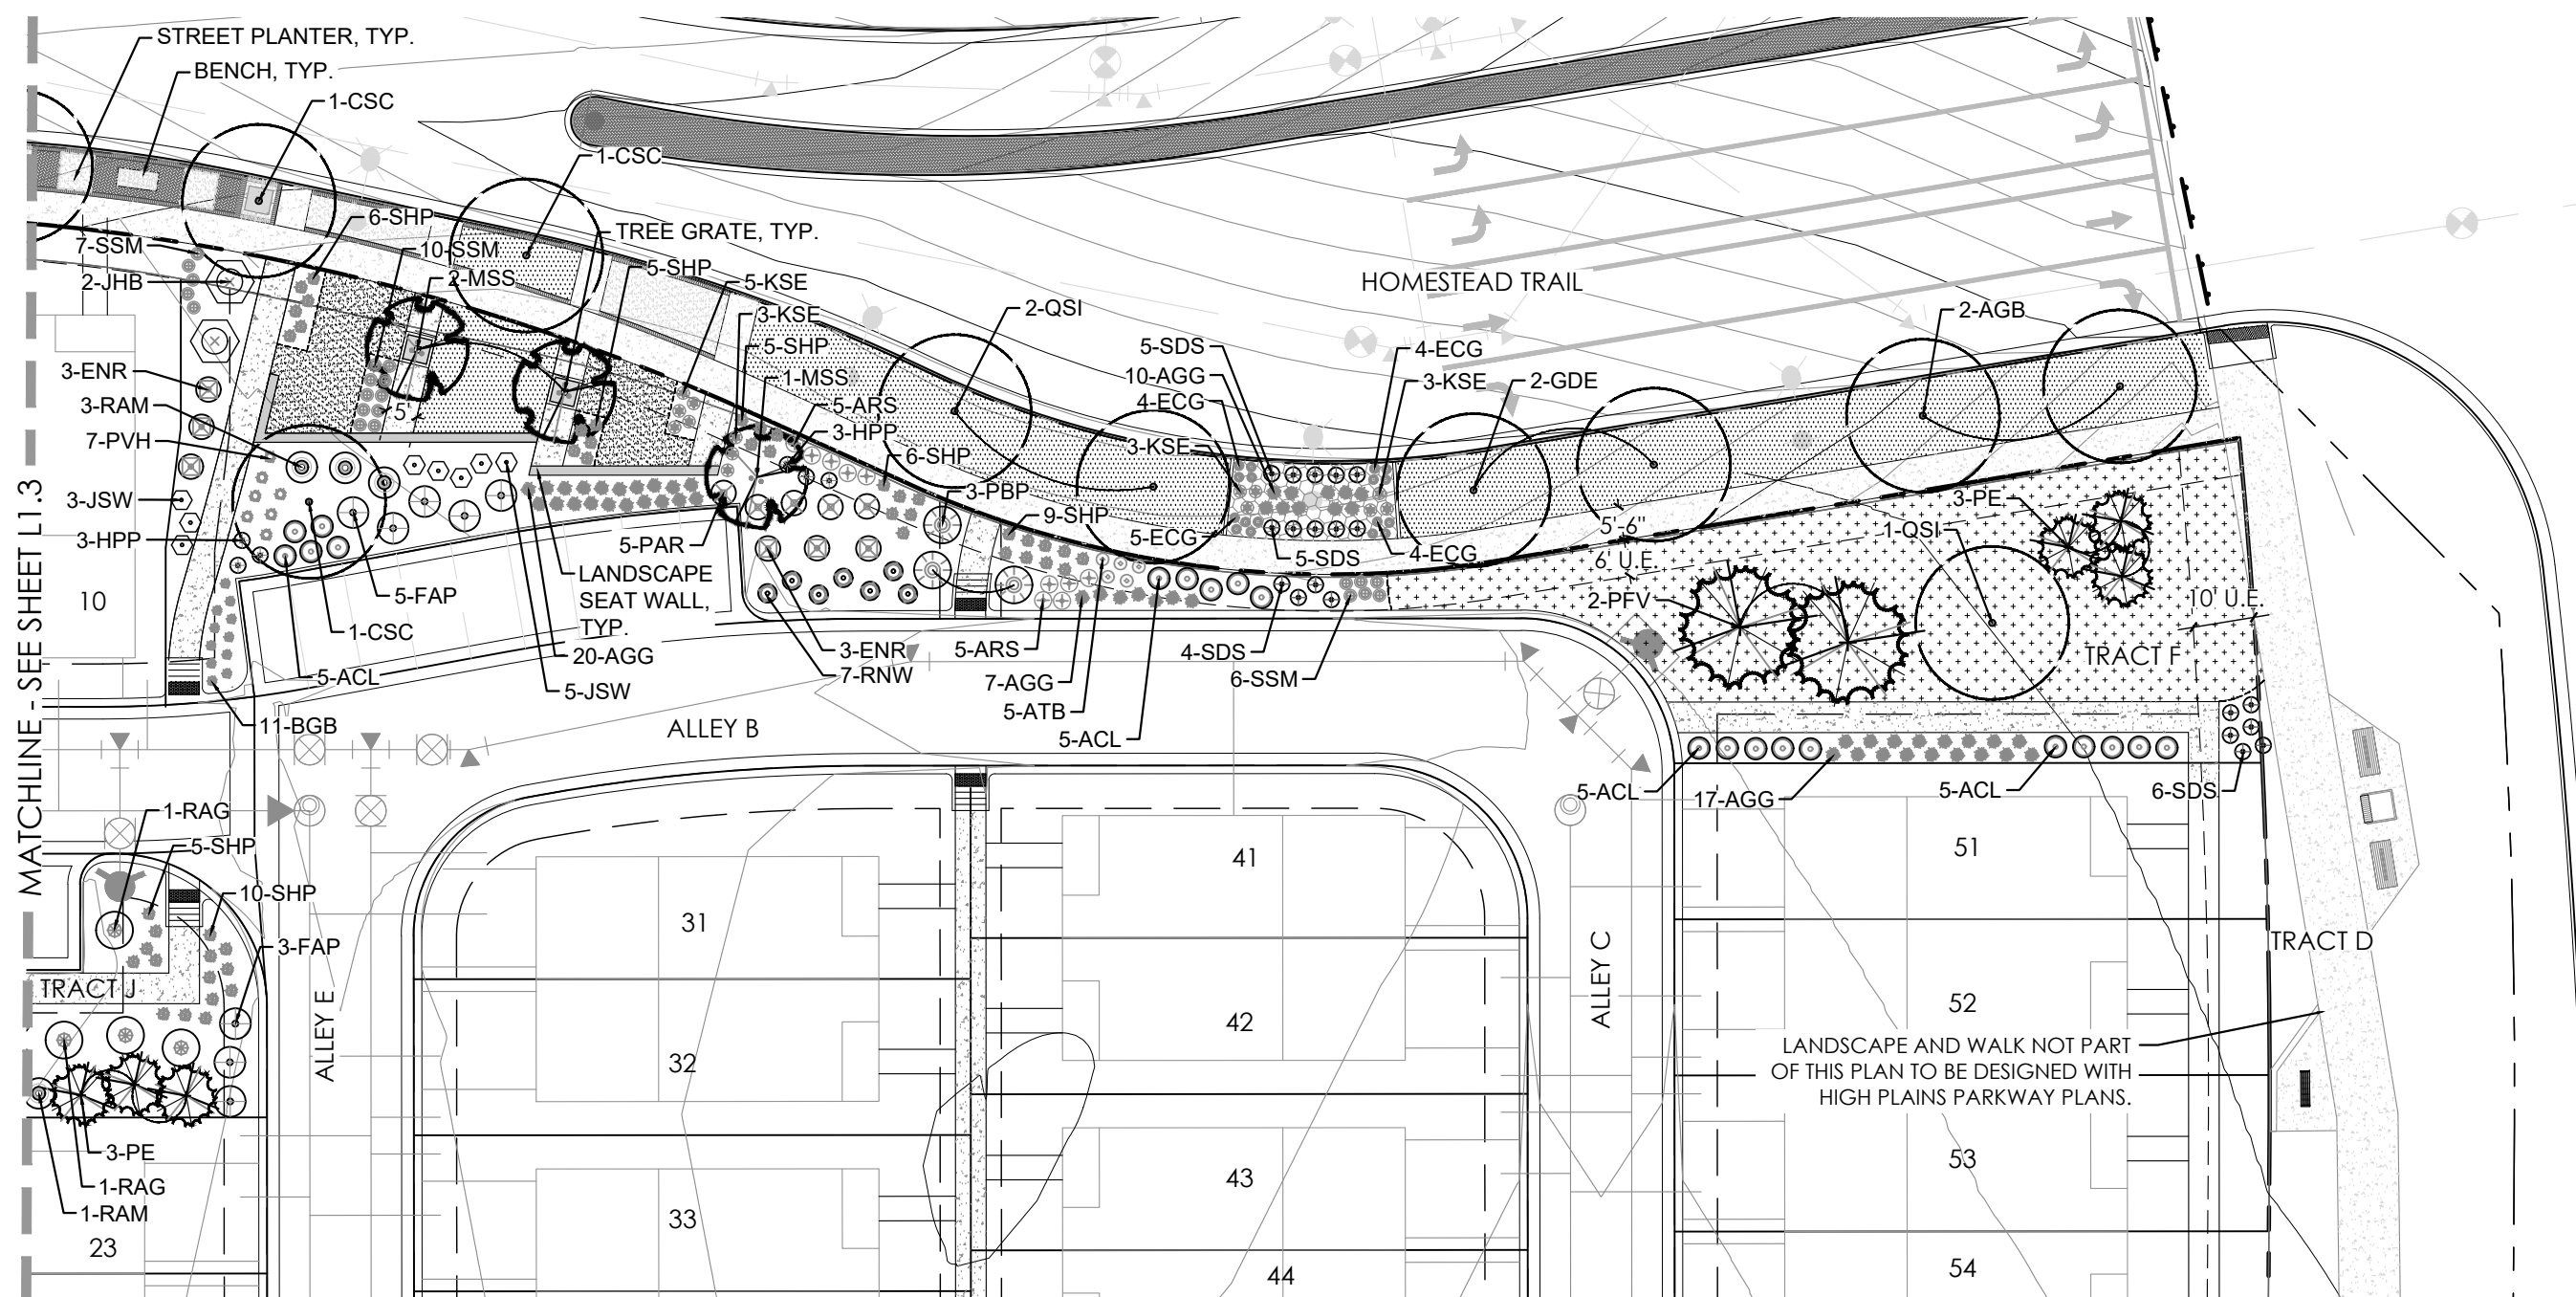 STREET PLANTER, TYP.
BENCH, TYP.
1-CSC
1-CSC
6-SHP
7-SSM
10-SSM
TREE GRATE, TYP.
2-JHB
2-MSS
5-SHP
5-KSE
HOMESTEAD TRAIL
3-KSE
2-QSI
2-AGB
5-SHP
5-SDS
4-ECG
3-ENR
1-MSS
10-AGG
3-KSE
2-GDE
3-RAM
5'
5-ARS
4-ECG
7-PVH
3-HPP
3-KSE
6-SHP
3-JSW
3-PBP
3-PE
9-SHP
5'-6"
1-QSI
3-HPP
5-PAR
5-ECG
5-SDS
4-ECG
6' U.E.
LANDSCAPE
SEAT WALL,
TYP.
10
5-FAP
2-PFV
10' U.E.
1-CSC
3-ENR
5-ARS
4-SDS
TRACT F
20-AGG
5-ACL
7-RNW
7-AGG
6-SSM
5-JSW
5-ATB
11-BGB
ALLEY B
5-ACL
MATCHLINE - SEE SHEET L1.3
5-ACL
17-AGG
5-ACL
6-SDS
1-RAG
5-SHP
41
51
10-SHP
31
3-FAP
TRACT D
TRACT J
ALLEY E
ALLEY C
52
42
32
LANDSCAPE AND WALK NOT PART
OF THIS PLAN TO BE DESIGNED WITH
HIGH PLAINS PARKWAY PLANS.
3-PE
53
1-RAG
43
1-RAM
33
23
54
44